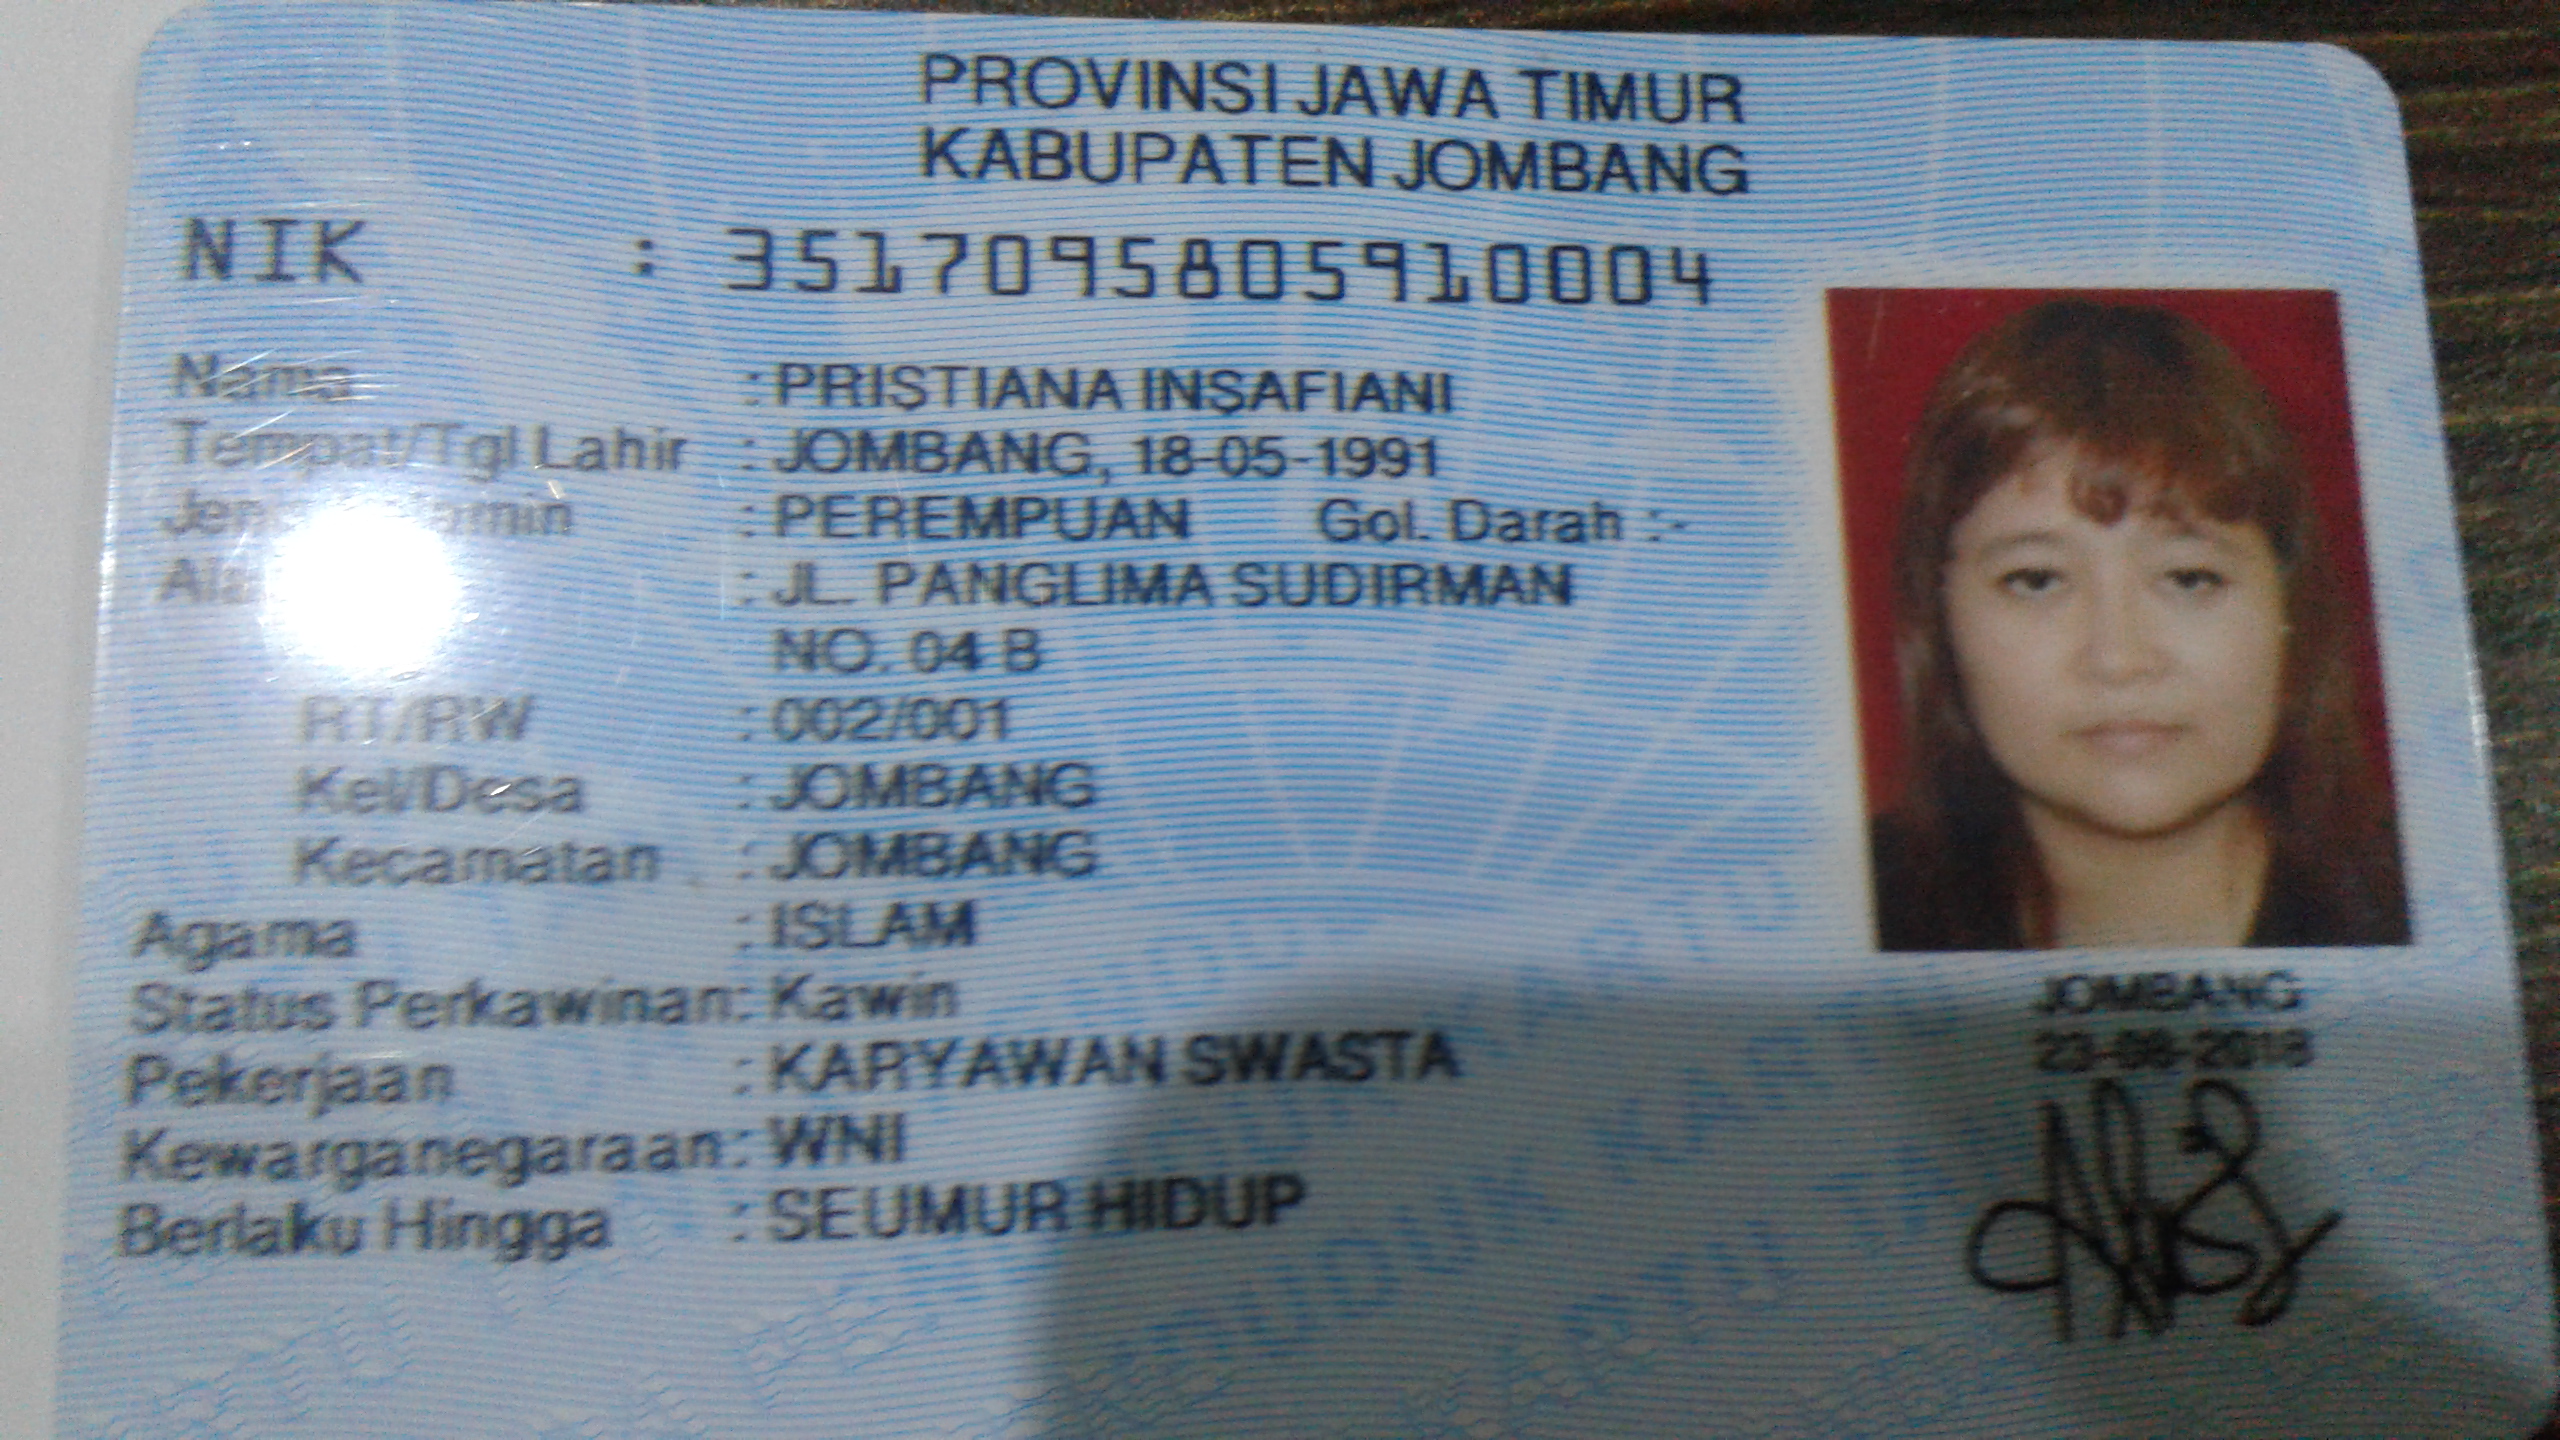 PROVINSI JAWA TIMUR
KABUPATEN JOMBANG
NIK : 3517095805910004
Nama : PRISTIANA INSAFIANI
Tempat/Tgl Lahir : JOMBANG, 18-05-1991
Jenis Kelamin : PEREMPUAN Gol. Darah : -
Alamat : JL. PANGLIMA SUDIRMAN
NO. 04 B
RT/RW : 002/001
Kel/Desa : JOMBANG
Kecamatan : JOMBANG
Agama : ISLAM
Status Perkawinan: Kawin
Pekerjaan : KARYAWAN SWASTA
Kewarganegaraan: WNI
Berlaku Hingga : SEUMUR HIDUP
JOMBANG